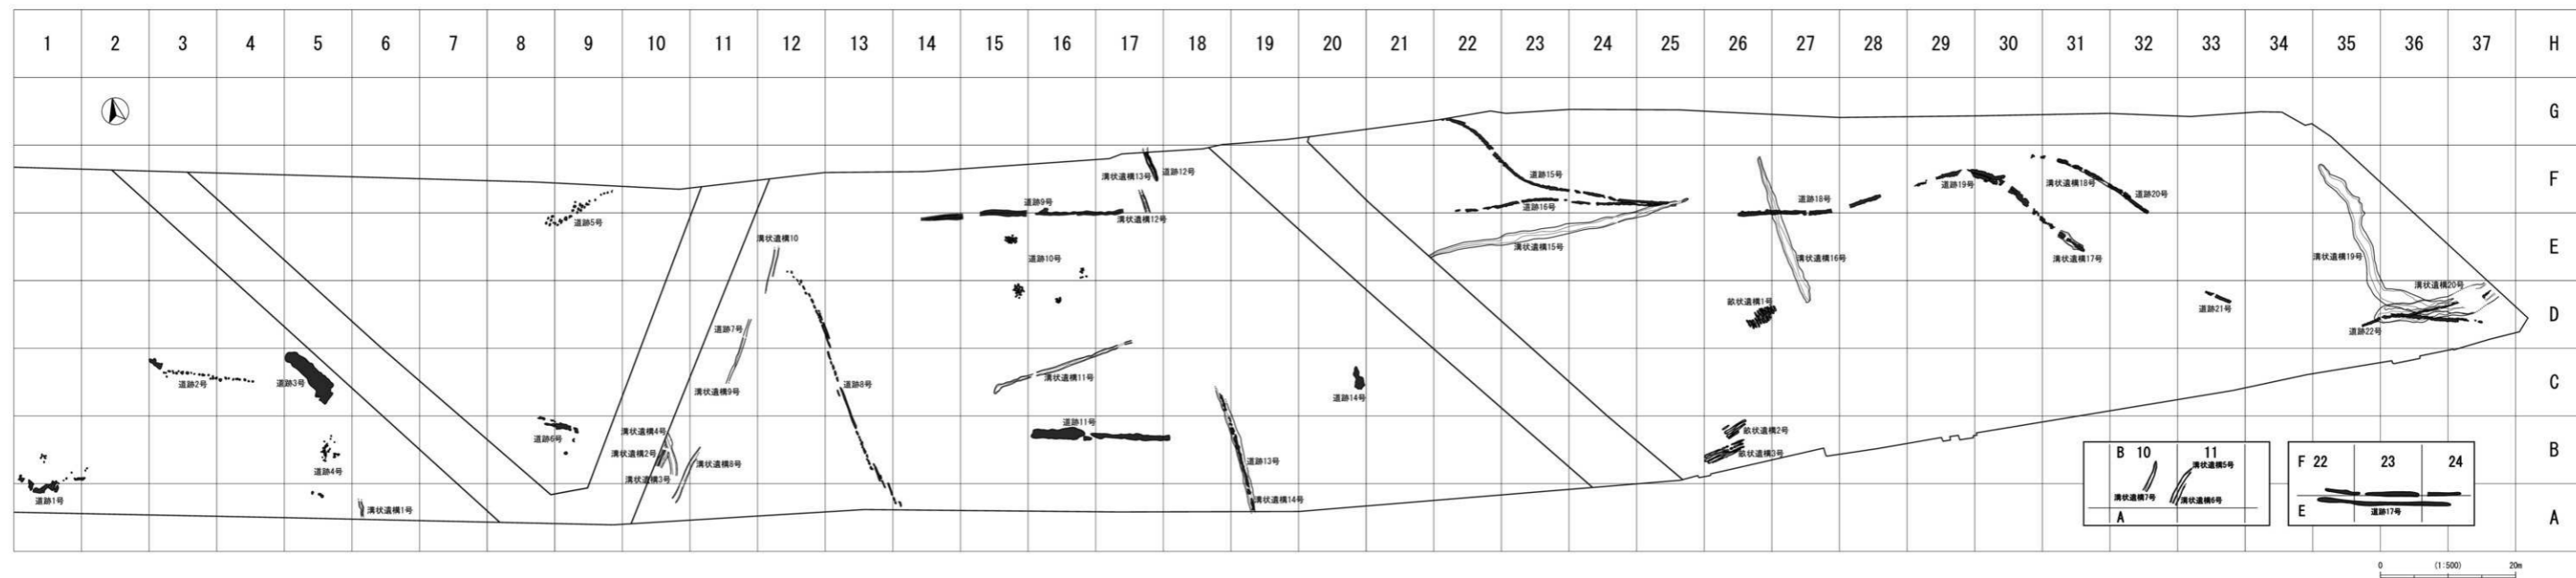 1 2 3 4 5 6 7 8 9 10 11 12 13 14 15 16 17 18 19 20 21 22 23 24 25 26 27 28 29 30 31 32 33 34 35 36 37 H
G
溝状遺構13号 道跡12号 道跡15号 溝状遺構18号 道跡19号 道跡20号 F
道跡5号 道跡9号 溝状遺構12号 道跡16号 道跡18号
溝状遺構10 道跡10号 溝状遺構15号 溝状遺構16号 溝状遺構17号 溝状遺構19号 E
溝状遺構20号
道跡7号 畝状遺構1号 道跡21号 道跡22号 D
道跡2号 道跡3号 溝状遺構9号 道跡8号 溝状遺構11号 道跡14号 C
道跡6号 溝状遺構4号 道跡11号 畝状遺構2号
道跡1号 道跡4号 溝状遺構2号 溝状遺構3号 溝状遺構8号 道跡13号 畝状遺構3号 B
溝状遺構1号 溝状遺構14号 A
B 10 11
溝状遺構5号
溝状遺構7号 溝状遺構6号
A
F 22 23 24
E 道跡17号
0 (1:500) 20m